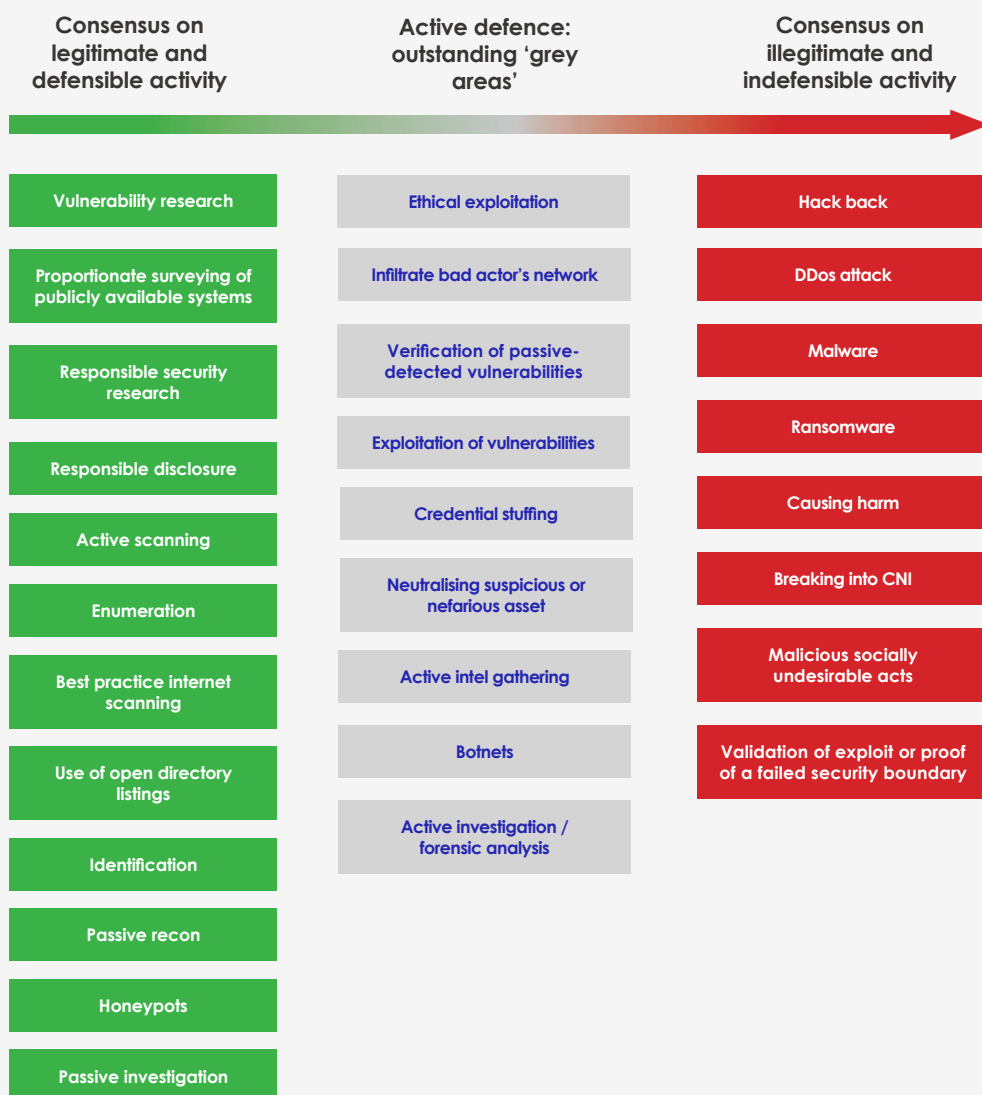 Consensus on
legitimate and
defensible activity
Active defence:
outstanding ‘grey
areas’
Consensus on
illegitimate and
indefensible activity
Vulnerability research
Proportionate surveying of
publicly available systems
Responsible security
research
Responsible disclosure
Active scanning
Enumeration
Best practice internet
scanning
Use of open directory
listings
Identification
Passive recon
Honeypots
Passive investigation
Ethical exploitation
Infiltrate bad actor’s network
Verification of passive-
detected vulnerabilities
Exploitation of vulnerabilities
Credential stuffing
Neutralising suspicious or
nefarious asset
Active intel gathering
Botnets
Active investigation /
forensic analysis
Hack back
DDos attack
Malware
Ransomware
Causing harm
Breaking into CNI
Malicious socially
undesirable acts
Validation of exploit or proof
of a failed security boundary